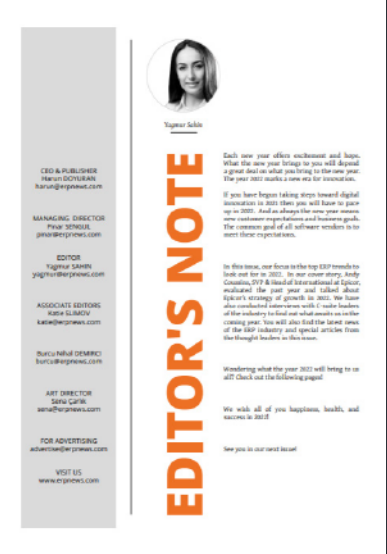 CEO & PUBLISHER
Harun DOYURAN
harun@erpnews.com
MANAGING DIRECTOR
Pınar ŞENGÜL
pinar@erpnews.com
EDITOR
Yagmur SAHIN
yagmur@erpnews.com
ASSOCIATE EDITORS
Katie SLIMOV
katie@erpnews.com
Burcu Nihal DEMIRCI
burcu@erpnews.com
ART DIRECTOR
Sena Çarlık
sena@erpnews.com
FOR ADVERTISING
advertise@erpnews.com
VISIT US
www.erpnews.com
Yagmur Sahin
EDITOR'S NOTE
Each new year offers excitement and hope.
What the new year brings to you will depend
a great deal on what you bring to the new year.
The year 2022 marks a new era for innovation.
If you have begun taking steps toward digital
innovation in 2021 then you will have to pace
up in 2022. And as always the new year means
new customer expectations and business goals.
The common goal of all software vendors is to
meet these expectations.
In this issue, our focus is the top ERP trends to
look out for in 2022. In our cover story, Andy
Coussins, SVP & Head of International at Epicor,
evaluated the past year and talked about
Epicor's strategy of growth in 2022. We have
also conducted interviews with C-suite leaders
of the industry to find out what awaits us in the
coming year. You will also find the latest news
of the ERP industry and special articles from
the thought leaders in this issue.
Wondering what the year 2022 will bring to us
all? Check out the following pages!
We wish all of you happiness, health, and
success in 2022!
See you in our next issue!